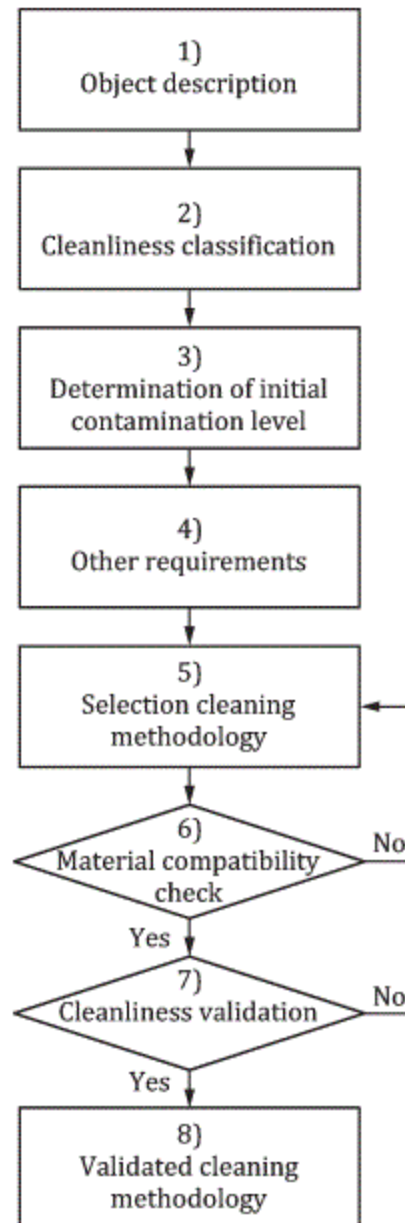 1)
Object description
2)
Cleanliness classification
3)
Determination of initial
contamination level
4)
Other requirements
5)
Selection cleaning
methodology
6)
Material compatibility
check
No
Yes
7)
Cleanliness validation
No
Yes
8)
Validated cleaning
methodology